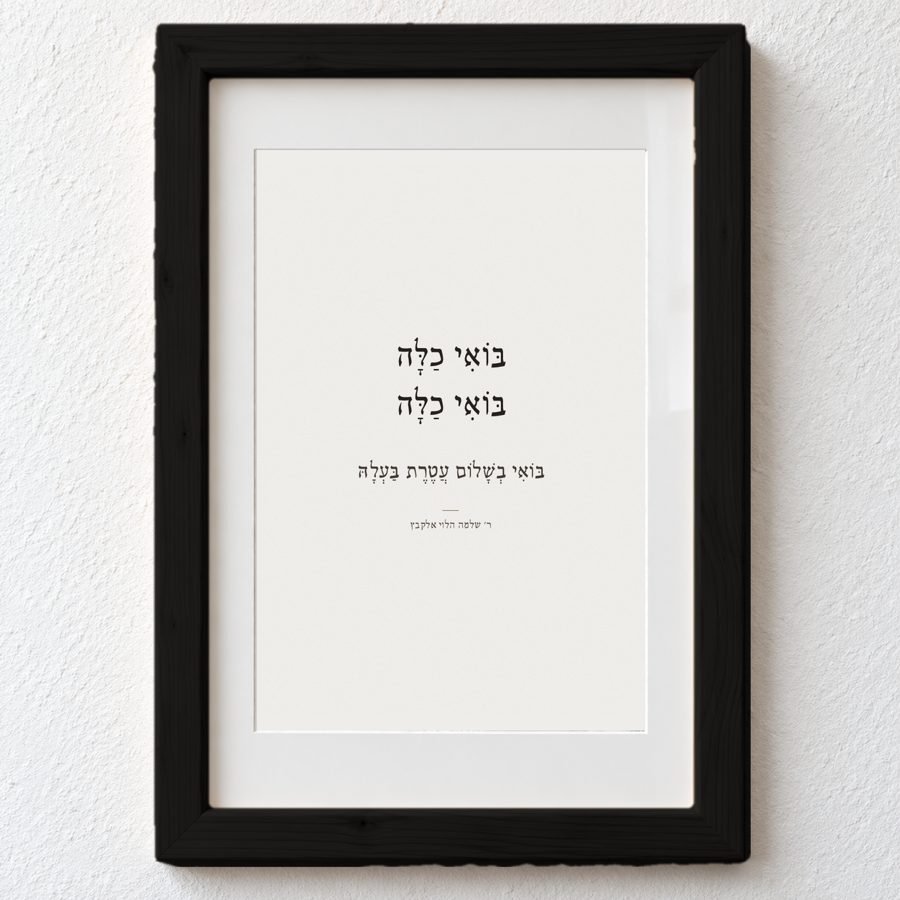 בּוֹאִי כַלָּה
בּוֹאִי כַלָּה
בּוֹאִי בְשָׁלוֹם עֲטֶרֶת בַּעְלָהּ
ר׳ שלמה הלוי אלקבץ